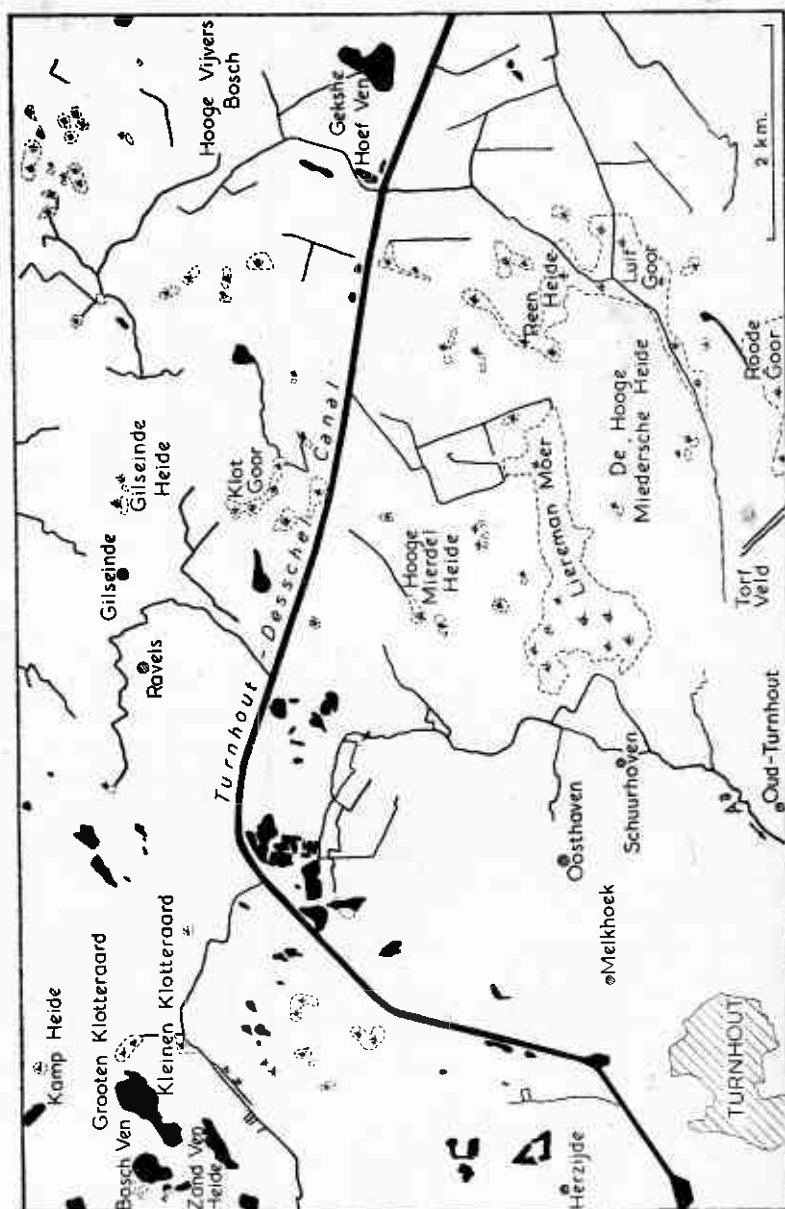 Kamp Heide
Grooten Klotteraard
Bosch Ven
Kleinen Klotteraard
Zand Ven
Heide
Ravels
Gilseinde
Gilseinde
Heide
Hooge Vijvers
Bosch
Turnhout - Desschel Canal
Klot
Goor
Gekshe
Hoef Ven
Hooge
Mierdei
Heide
Reen
Heide
Liereman Moer
Luif
Goor
De Hooge
Miedersche Heide
Herzijde
Melkhoek
Oosthaven
Schuurhoven
TURNHOUT
A
Oud-Turnhout
Torf
Veld
Roode
Goor
2 km.